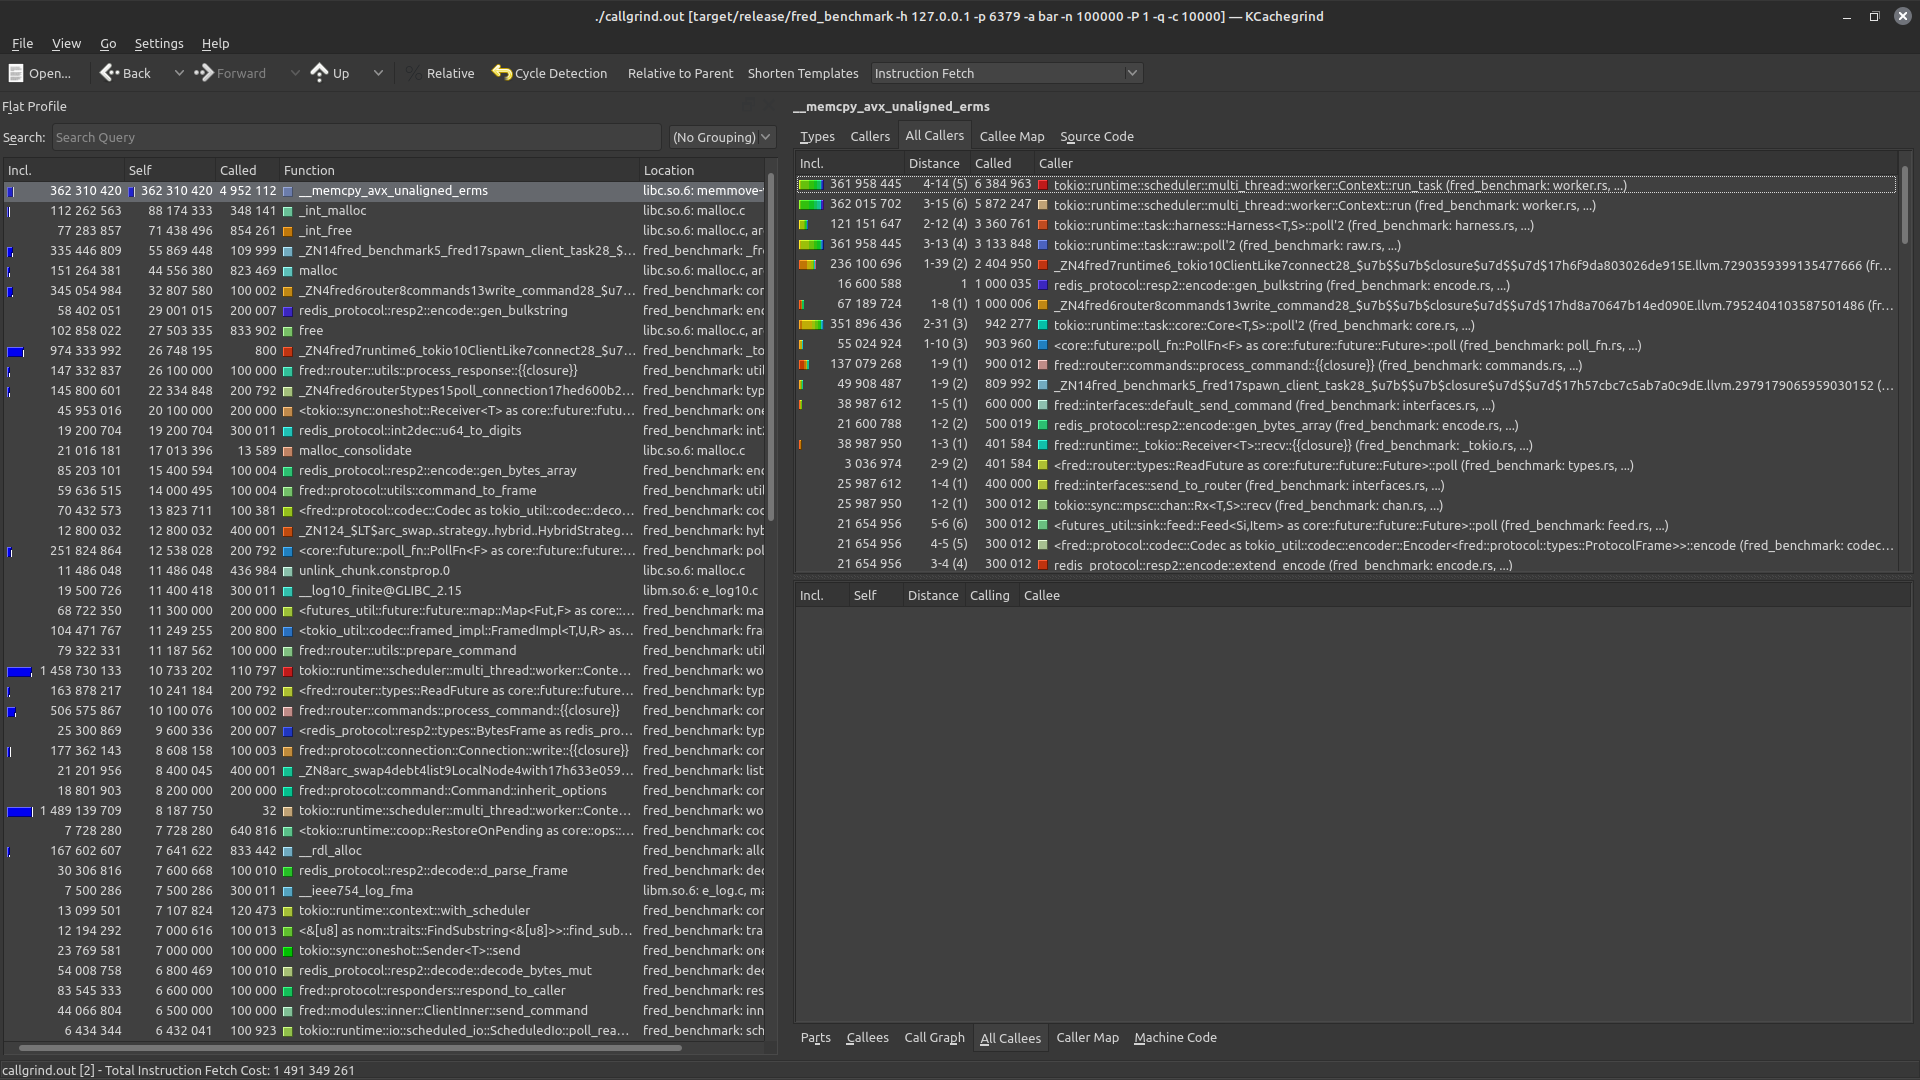 ./callgrind.out [target/release/fred_benchmark -h 127.0.0.1 -p 6379 -a bar -n 100000 -P 1 -q -c 10000] — KCachegrind
File View Go Settings Help
Open... Back Forward Up Relative Cycle Detection Relative to Parent Shorten Templates Instruction Fetch
Flat Profile
Search: Search Query (No Grouping)
Incl. Self Called Function Location
362 310 420 362 310 420 4 952 112 __memcpy_avx_unaligned_erms libc.so.6: memmove-
112 262 563 88 174 333 348 141 _int_malloc libc.so.6: malloc.c
77 283 857 71 438 496 854 261 _int_free libc.so.6: malloc.c, ar
335 446 809 55 869 448 109 999 _ZN14fred_benchmark5_fred17spawn_client_task28_$u... fred_benchmark: _fr
151 264 381 44 556 380 823 469 malloc libc.so.6: malloc.c, ar
345 054 984 32 807 580 100 002 _ZN4fred6router8commands13write_command28_$u7... fred_benchmark: cor
58 402 051 29 001 015 200 007 redis_protocol::resp2::encode::gen_bulkstring fred_benchmark: enc
102 858 022 27 503 335 833 902 free libc.so.6: malloc.c, ar
974 333 992 26 748 195 800 _ZN4fred7runtime6_tokio10ClientLike7connect28_$u7... fred_benchmark: _to
147 332 837 26 100 000 100 000 fred::router::utils::process_response::{{closure}} fred_benchmark: util
145 800 601 22 334 848 200 792 _ZN4fred6router5types15poll_connection17hed600b2... fred_benchmark: typ
45 953 016 20 100 000 200 000 <tokio::sync::oneshot::Receiver<T> as core::future::futu... fred_benchmark: one
19 200 704 19 200 704 300 011 redis_protocol::int2dec::u64_to_digits fred_benchmark: int2
21 016 181 17 013 396 13 589 malloc_consolidate libc.so.6: malloc.c
85 203 101 15 400 594 100 004 redis_protocol::resp2::encode::gen_bytes_array fred_benchmark: enc
59 636 515 14 000 495 100 004 fred::protocol::utils::command_to_frame fred_benchmark: util
70 432 573 13 823 711 100 381 <fred::protocol::codec::Codec as tokio_util::codec::deco... fred_benchmark: coc
12 800 032 12 800 032 400 001 _ZN124_$LT$arc_swap..strategy..hybrid..HybridStrateg... fred_benchmark: hyt
251 824 864 12 538 028 200 792 <core::future::poll_fn::PollFn<F> as core::future::future:... fred_benchmark: pol
11 486 048 11 486 048 436 984 unlink_chunk.constprop.0 libc.so.6: malloc.c
19 500 726 11 400 418 300 011 __log10_finite@GLIBC_2.15 libm.so.6: e_log10.c
68 722 350 11 300 000 200 000 <futures_util::future::future::map::Map<Fut,F> as core::... fred_benchmark: ma
104 471 767 11 249 255 200 800 <tokio_util::codec::framed_impl::FramedImpl<T,U,R> as... fred_benchmark: fra
79 322 331 11 187 562 100 000 fred::router::utils::prepare_command fred_benchmark: util
1 458 730 133 10 733 202 110 797 tokio::runtime::scheduler::multi_thread::worker::Conte... fred_benchmark: wo
163 878 217 10 241 184 200 792 <fred::router::types::ReadFuture as core::future::future... fred_benchmark: typ
506 575 867 10 100 076 100 002 fred::router::commands::process_command::{{closure}} fred_benchmark: cor
25 300 869 9 600 336 200 007 <redis_protocol::resp2::types::BytesFrame as redis_pro... fred_benchmark: typ
177 362 143 8 608 158 100 003 fred::protocol::connection::Connection::write::{{closure}} fred_benchmark: cor
21 201 956 8 400 045 400 001 _ZN8arc_swap4debt4list9LocalNode4with17h633e059... fred_benchmark: list
18 801 903 8 200 000 200 000 fred::protocol::command::Command::inherit_options fred_benchmark: cor
1 489 139 709 8 187 750 32 tokio::runtime::scheduler::multi_thread::worker::Conte... fred_benchmark: wo
7 728 280 7 728 280 640 816 <tokio::runtime::coop::RestoreOnPending as core::ops::... fred_benchmark: coc
167 602 607 7 641 622 833 442 __rdl_alloc fred_benchmark: allc
30 306 816 7 600 668 100 010 redis_protocol::resp2::decode::d_parse_frame fred_benchmark: dec
7 500 286 7 500 286 300 011 __ieee754_log_fma libm.so.6: e_log.c, ma
13 099 501 7 107 824 120 473 tokio::runtime::context::with_scheduler fred_benchmark: cor
12 194 292 7 000 616 100 013 <&[u8] as nom::traits::FindSubstring<&[u8]>>::find_sub... fred_benchmark: tra
23 769 581 7 000 000 100 000 tokio::sync::oneshot::Sender<T>::send fred_benchmark: one
54 008 758 6 800 469 100 010 redis_protocol::resp2::decode::decode_bytes_mut fred_benchmark: dec
83 545 333 6 600 000 100 000 fred::protocol::responders::respond_to_caller fred_benchmark: res
44 066 804 6 500 000 100 000 fred::modules::inner::ClientInner::send_command fred_benchmark: inn
6 434 344 6 432 041 100 923 tokio::runtime::io::scheduled_io::ScheduledIo::poll_rea... fred_benchmark: sch
__memcpy_avx_unaligned_erms
Types Callers All Callers Callee Map Source Code
Incl. Distance Called Caller
361 958 445 4-14 (5) 6 384 963 tokio::runtime::scheduler::multi_thread::worker::Context::run_task (fred_benchmark: worker.rs, ...)
362 015 702 3-15 (6) 5 872 247 tokio::runtime::scheduler::multi_thread::worker::Context::run (fred_benchmark: worker.rs, ...)
121 151 647 2-12 (4) 3 360 761 tokio::runtime::task::harness::Harness<T,S>::poll'2 (fred_benchmark: harness.rs, ...)
361 958 445 3-13 (4) 3 133 848 tokio::runtime::task::raw::poll'2 (fred_benchmark: raw.rs, ...)
236 100 696 1-39 (2) 2 404 950 _ZN4fred7runtime6_tokio10ClientLike7connect28_$u7b$$u7b$closure$u7d$$u7d$17h6f9da803026de915E.llvm.7290359399135477666 (fr...
16 600 588 1 1 000 035 redis_protocol::resp2::encode::gen_bulkstring (fred_benchmark: encode.rs, ...)
67 189 724 1-8 (1) 1 000 006 _ZN4fred6router8commands13write_command28_$u7b$$u7b$closure$u7d$$u7d$17hd8a70647b14ed090E.llvm.7952404103587501486 (fr...
351 896 436 2-31 (3) 942 277 tokio::runtime::task::core::Core<T,S>::poll'2 (fred_benchmark: core.rs, ...)
55 024 924 1-10 (3) 903 960 <core::future::poll_fn::PollFn<F> as core::future::future::Future>::poll (fred_benchmark: poll_fn.rs, ...)
137 079 268 1-9 (1) 900 012 fred::router::commands::process_command::{{closure}} (fred_benchmark: commands.rs, ...)
49 908 487 1-9 (2) 809 992 _ZN14fred_benchmark5_fred17spawn_client_task28_$u7b$$u7b$closure$u7d$$u7d$17h57cbc7c5ab7a0c9dE.llvm.2979179065959030152 (...
38 987 612 1-5 (1) 600 000 fred::interfaces::default_send_command (fred_benchmark: interfaces.rs, ...)
21 600 788 1-2 (2) 500 019 redis_protocol::resp2::encode::gen_bytes_array (fred_benchmark: encode.rs, ...)
38 987 950 1-3 (1) 401 584 fred::runtime::_tokio::Receiver<T>::recv::{{closure}} (fred_benchmark: _tokio.rs, ...)
3 036 974 2-9 (2) 401 584 <fred::router::types::ReadFuture as core::future::future::Future>::poll (fred_benchmark: types.rs, ...)
25 987 612 1-4 (1) 400 000 fred::interfaces::send_to_router (fred_benchmark: interfaces.rs, ...)
25 987 950 1-2 (1) 300 012 tokio::sync::mpsc::chan::Rx<T,S>::recv (fred_benchmark: chan.rs, ...)
21 654 956 5-6 (6) 300 012 <futures_util::sink::feed::Feed<Si,Item> as core::future::future::Future>::poll (fred_benchmark: feed.rs, ...)
21 654 956 4-5 (5) 300 012 <fred::protocol::codec::Codec as tokio_util::codec::encoder::Encoder<fred::protocol::types::ProtocolFrame>>::encode (fred_benchmark: codec...
21 654 956 3-4 (4) 300 012 redis_protocol::resp2::encode::extend_encode (fred_benchmark: encode.rs, ...)
Incl. Self Distance Calling Callee
Parts Callees Call Graph All Callees Caller Map Machine Code
callgrind.out [2] - Total Instruction Fetch Cost: 1 491 349 261